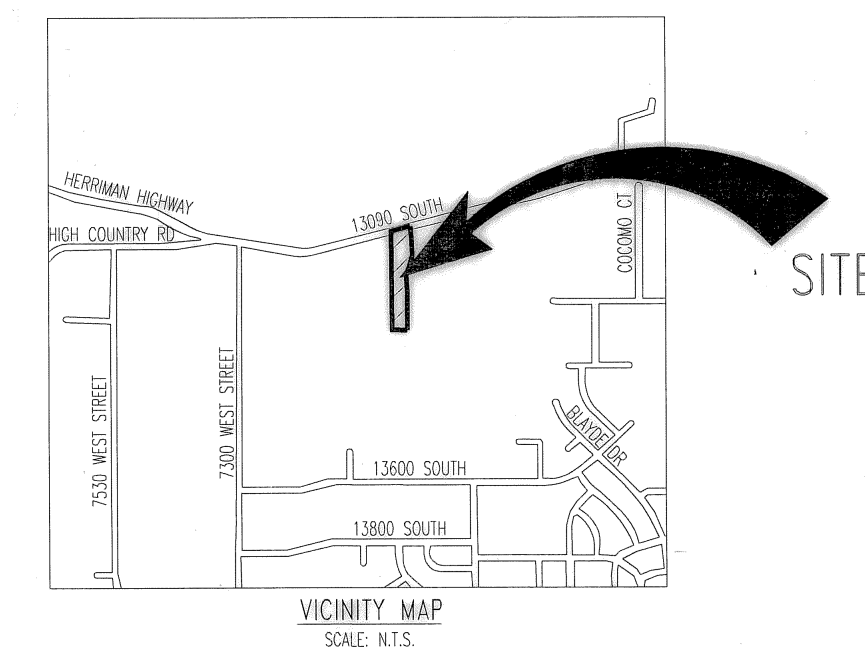 HERRIMAN HIGHWAY
13090 SOUTH
HIGH COUNTRY RD
COCOMO CT
SITE
7530 WEST STREET
7300 WEST STREET
BLAYDE DR
13600 SOUTH
13800 SOUTH
VICINITY MAP
SCALE: N.T.S.